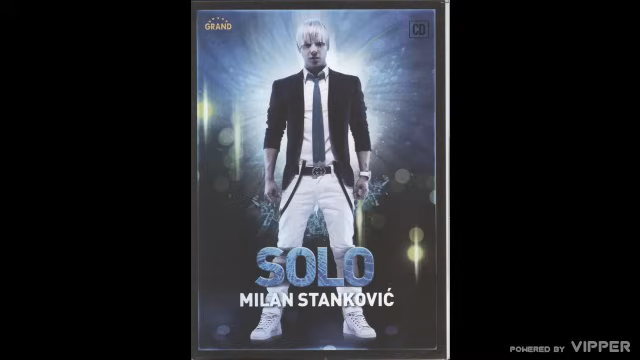 GRAND
CD
SOLO
MILAN STANKOVIĆ
POWERED BY VIPPER